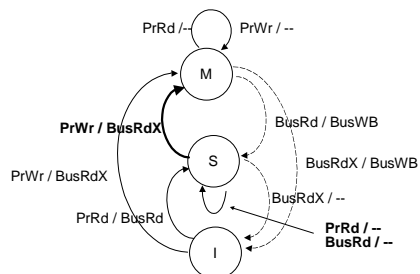 PrRd /-- PrWr / --
M
PrWr / BusRdX
BusRd / BusWB
S
BusRdX / BusWB
PrWr / BusRdX
BusRdX / --
PrRd / BusRd
PrRd / --
BusRd / --
I